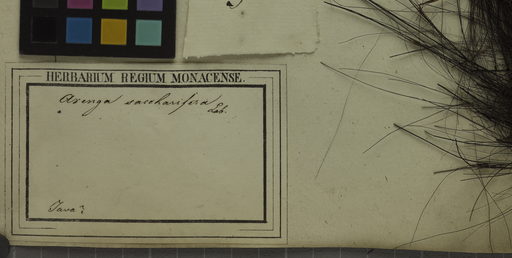 HERBARIUM REGIUM MONACENSE.
Arenga saccharifera
Lab.
Java?